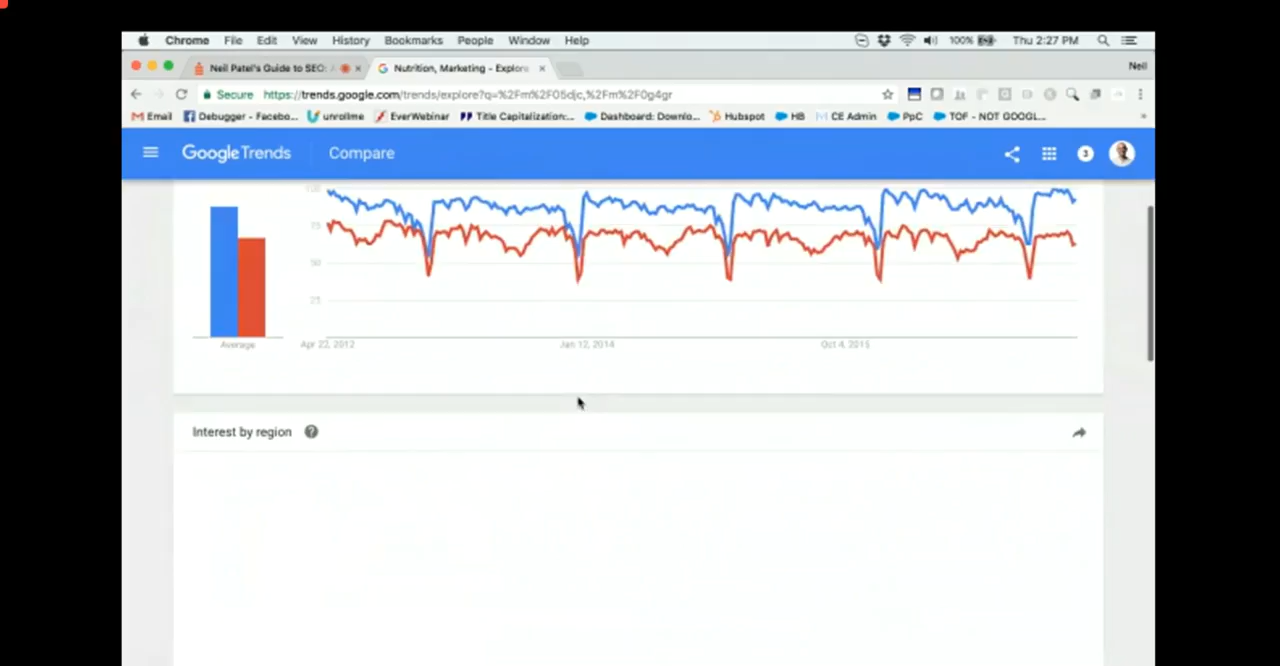 Chrome File Edit View History Bookmarks People Window Help 100% Thu 2:27 PM
Neil Patel's Guide to SEO: A Nutrition, Marketing - Explore Neil
Secure https://trends.google.com/trends/explore?q=%2Fm%2F05djc,%2Fm%2F0g4gr
Email Debugger - Facebo... unrollme EverWebinar Title Capitalization:... Dashboard: Downlo... Hubspot HB CE Admin PpC TOF - NOT GOOGL...
Google Trends Compare 3
100
75
50
25
Average Apr 22, 2012 Jan 12, 2014 Oct 4, 2015
Interest by region ?